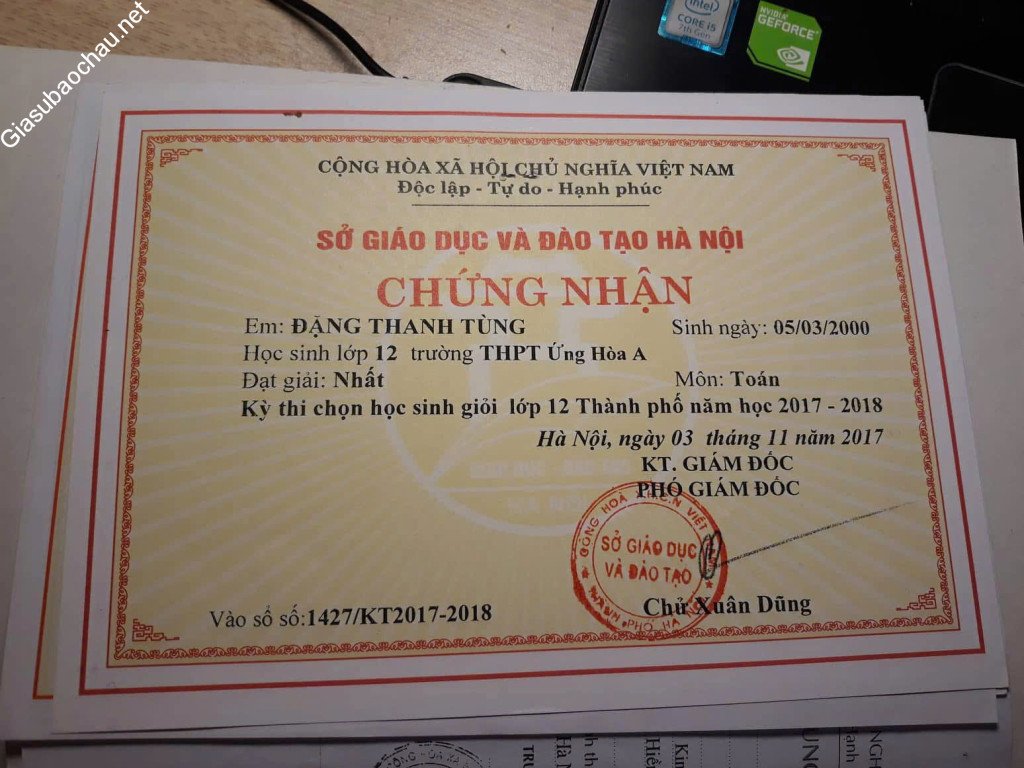 Giasubaochau.net
intel
CORE i5
7th Gen
NVIDIA
GEFORCE
CỘNG HÒA XÃ HỘI CHỦ NGHĨA VIỆT NAM
Độc lập - Tự do - Hạnh phúc
SỞ GIÁO DỤC VÀ ĐÀO TẠO HÀ NỘI
CHỨNG NHẬN
Em: ĐẶNG THANH TÙNG Sinh ngày: 05/03/2000
Học sinh lớp 12 trường THPT Ứng Hòa A
Đạt giải: Nhất Môn: Toán
Kỳ thi chọn học sinh giỏi lớp 12 Thành phố năm học 2017 - 2018
Hà Nội, ngày 03 tháng 11 năm 2017
KT. GIÁM ĐỐC
PHÓ GIÁM ĐỐC
SỞ GIÁO DỤC
VÀ ĐÀO TẠO
Chử Xuân Dũng
Vào sổ số:1427/KT2017-2018